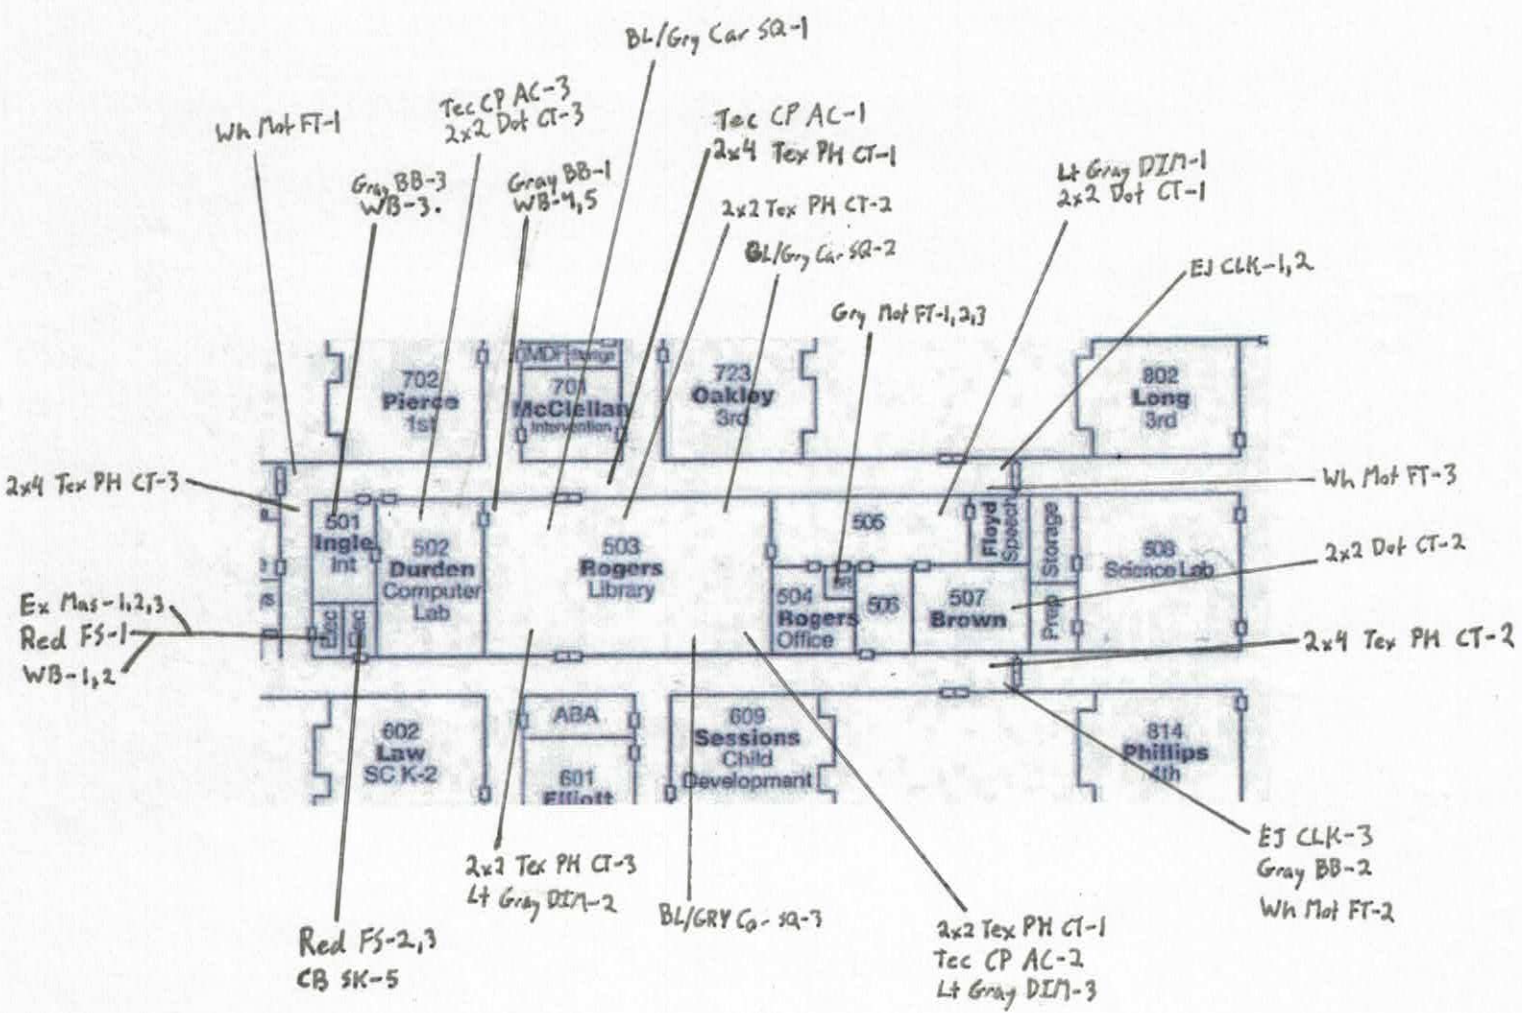 BL/Gry Car SQ-1
Tec CP AC-3
2x2 Dot CT-3
Wh Mot FT-1
Tec CP AC-1
2x4 Tex PH CT-1
Gray BB-3
WB-3.
Gray BB-1
WB-4,5
Lt Gray DIM-1
2x2 Dot CT-1
2x2 Tex PH CT-2
BL/Gry Car SQ-2
EJ CLK-1,2
Gry Mot FT-1,2,3
702
Pierce
1st
MDF
Storage
701
McClellan
Intervention
723
Oakley
3rd
802
Long
3rd
2x4 Tex PH CT-3
Wh Mot FT-3
501
Ingle
Int
502
Durden
Computer
Lab
503
Rogers
Library
505
Floyd
Speech
Storage
508
Science Lab
2x2 Dot CT-2
504
Rogers
Office
BR
506
507
Brown
Prep
Elec
Ex Mas-1,2,3
Red FS-1
WB-1,2
2x4 Tex PH CT-2
602
Law
SC K-2
ABA
601
Elliott
609
Sessions
Child
Development
814
Phillips
4th
EJ CLK-3
Gray BB-2
Wh Mot FT-2
2x2 Tex PH CT-3
Lt Gray DIM-2
BL/GRY Car SQ-3
Red FS-2,3
CB SK-5
2x2 Tex PH CT-1
Tec CP AC-2
Lt Gray DIM-3